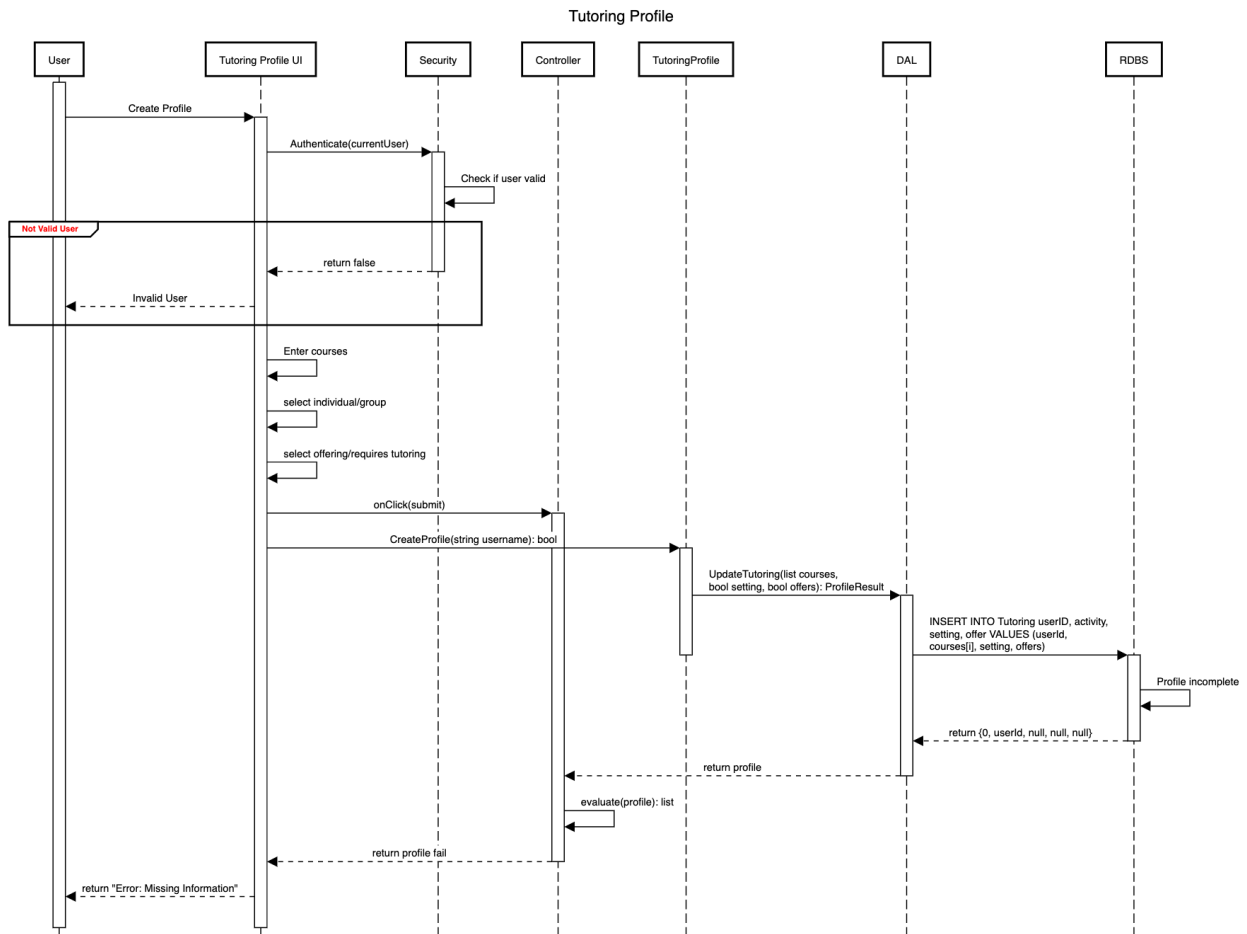 Tutoring Profile
User
Tutoring Profile UI
Security
Controller
TutoringProfile
DAL
RDBS
Create Profile
Authenticate(currentUser)
Check if user valid
Not Valid User
return false
Invalid User
Enter courses
select individual/group
select offering/requires tutoring
onClick(submit)
CreateProfile(string username): bool
UpdateTutoring(list courses,
bool setting, bool offers): ProfileResult
INSERT INTO Tutoring userID, activity,
setting, offer VALUES (userId,
courses[i], setting, offers)
Profile incomplete
return {0, userId, null, null, null}
return profile
evaluate(profile): list
return profile fail
return "Error: Missing Information"